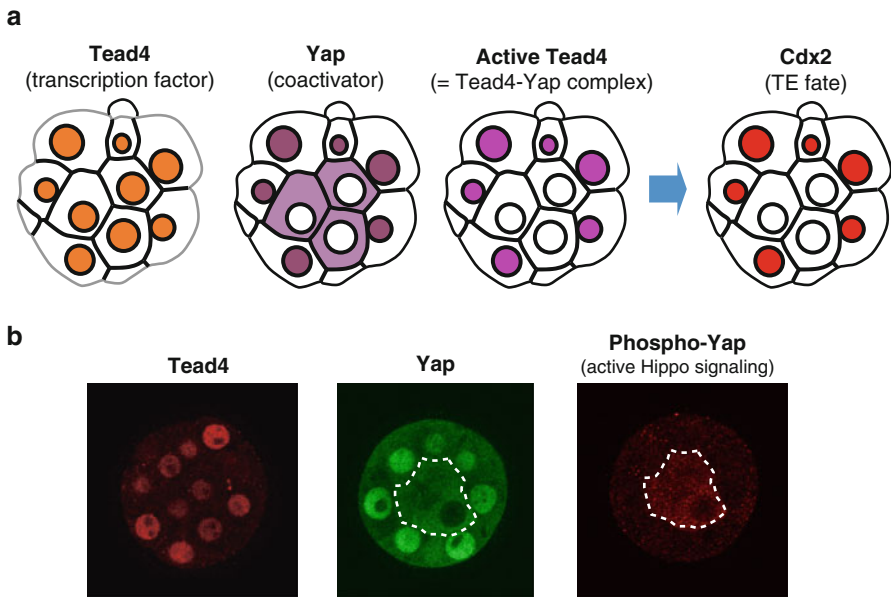 a
Tead4
(transcription factor)
Yap
(coactivator)
Active Tead4
(= Tead4-Yap complex)
Cdx2
(TE fate)
b
Tead4
Yap
Phospho-Yap
(active Hippo signaling)